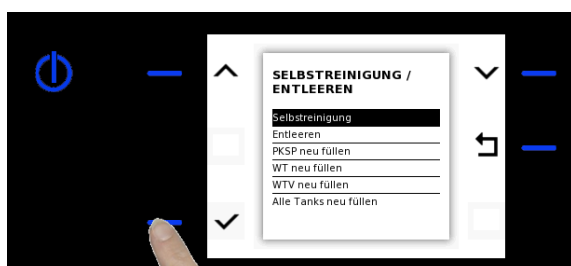 SELBSTREINIGUNG /
ENTLEEREN
Selbstreinigung
Entleeren
PKSP neu füllen
WT neu füllen
WTV neu füllen
Alle Tanks neu füllen